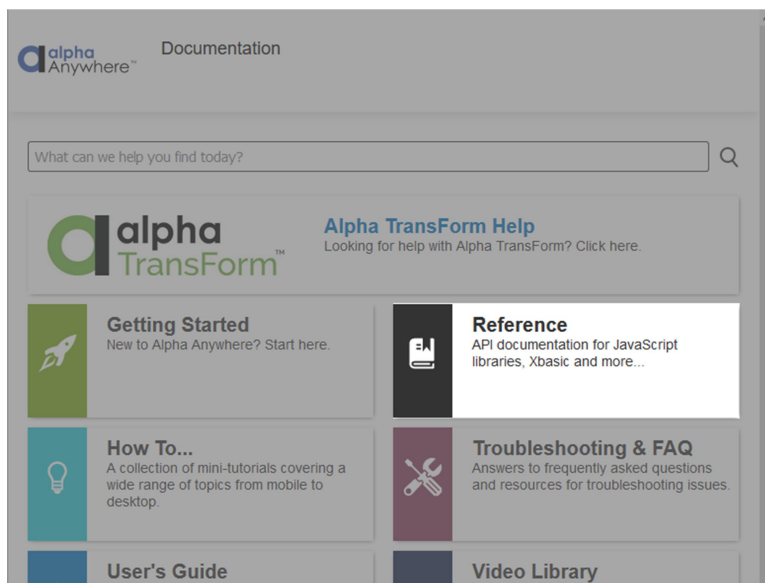 alpha
Anywhere™
Documentation
What can we help you find today?
alpha
TransForm™
Alpha TransForm Help
Looking for help with Alpha TransForm? Click here.
Getting Started
New to Alpha Anywhere? Start here.
Reference
API documentation for JavaScript
libraries, Xbasic and more...
How To...
A collection of mini-tutorials covering a
wide range of topics from mobile to
desktop.
Troubleshooting & FAQ
Answers to frequently asked questions
and resources for troubleshooting issues.
User's Guide
Video Library